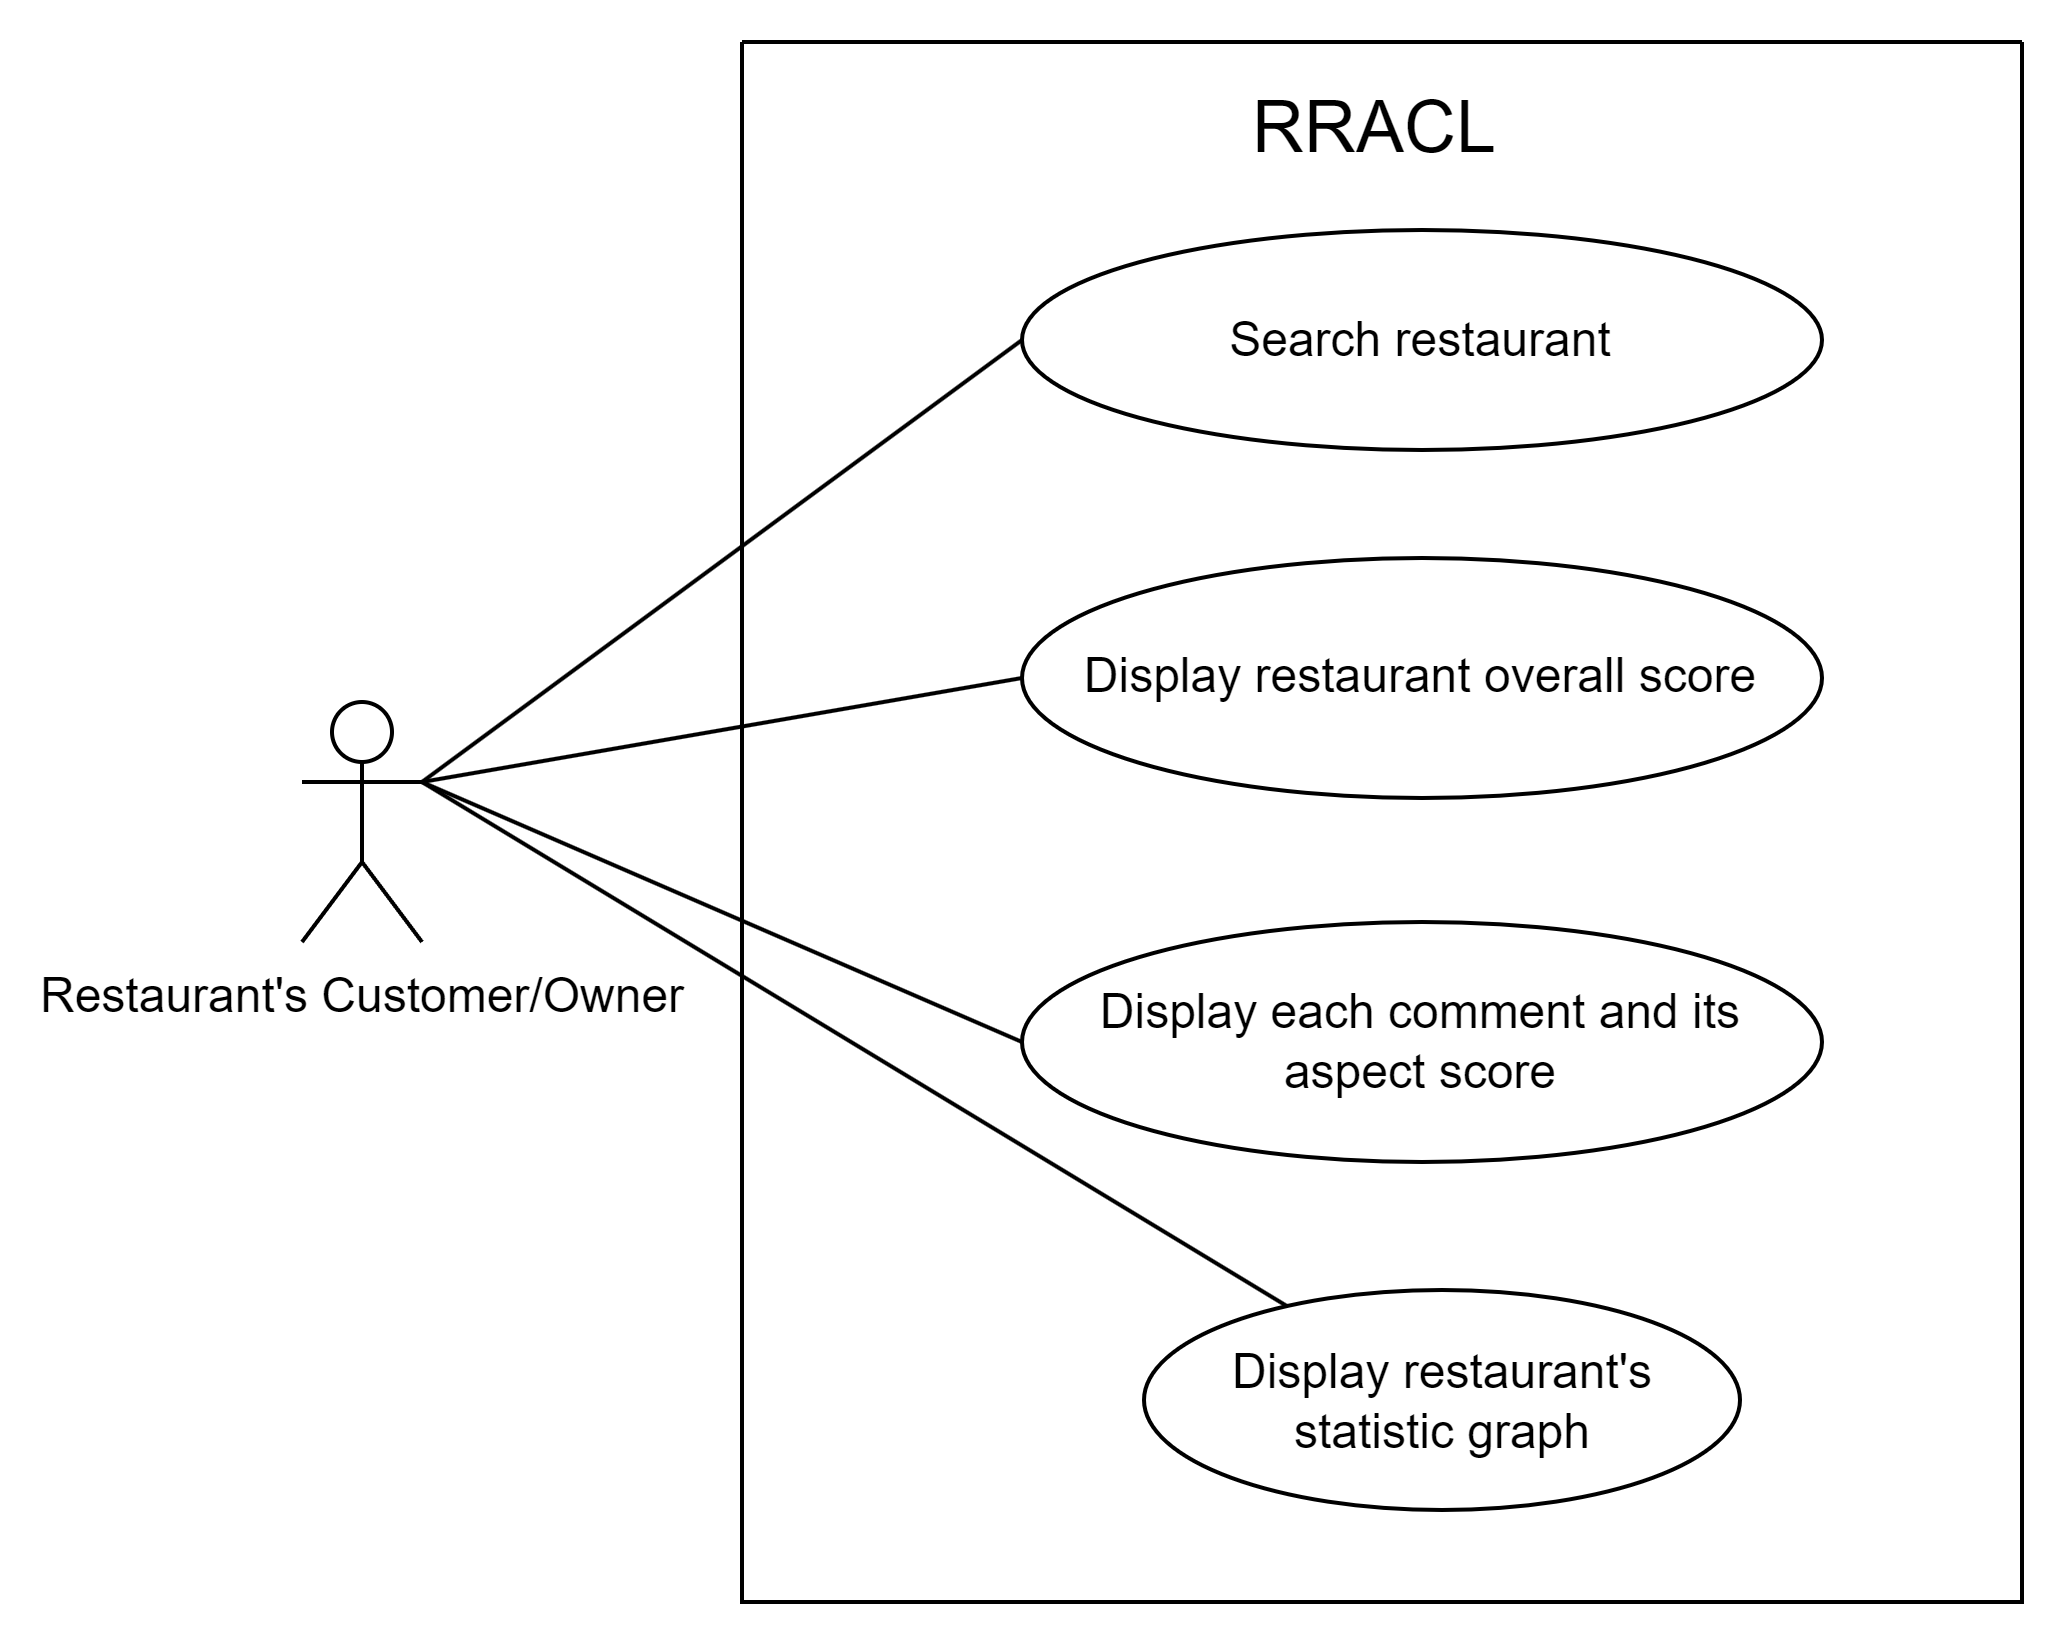 RRACL
Search restaurant
Display restaurant overall score
Restaurant's Customer/Owner
Display each comment and its
aspect score
Display restaurant's
statistic graph